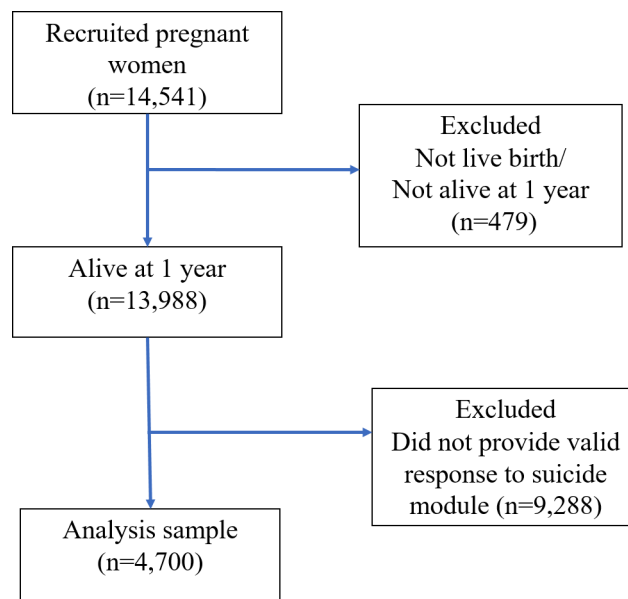 Recruited pregnant
women
(n=14,541)
Excluded
Not live birth/
Not alive at 1 year
(n=479)
Alive at 1 year
(n=13,988)
Excluded
Did not provide valid
response to suicide
module (n=9,288)
Analysis sample
(n=4,700)